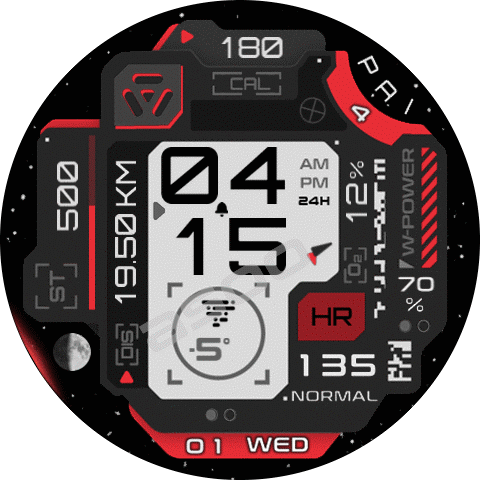 180
CAL
PAI
4
500
ST
19.50 KM
DIS
04
15
AM
PM
24H
12%
O2
W-POWER
70
%
-5°
HR
135
NORMAL
01 WED